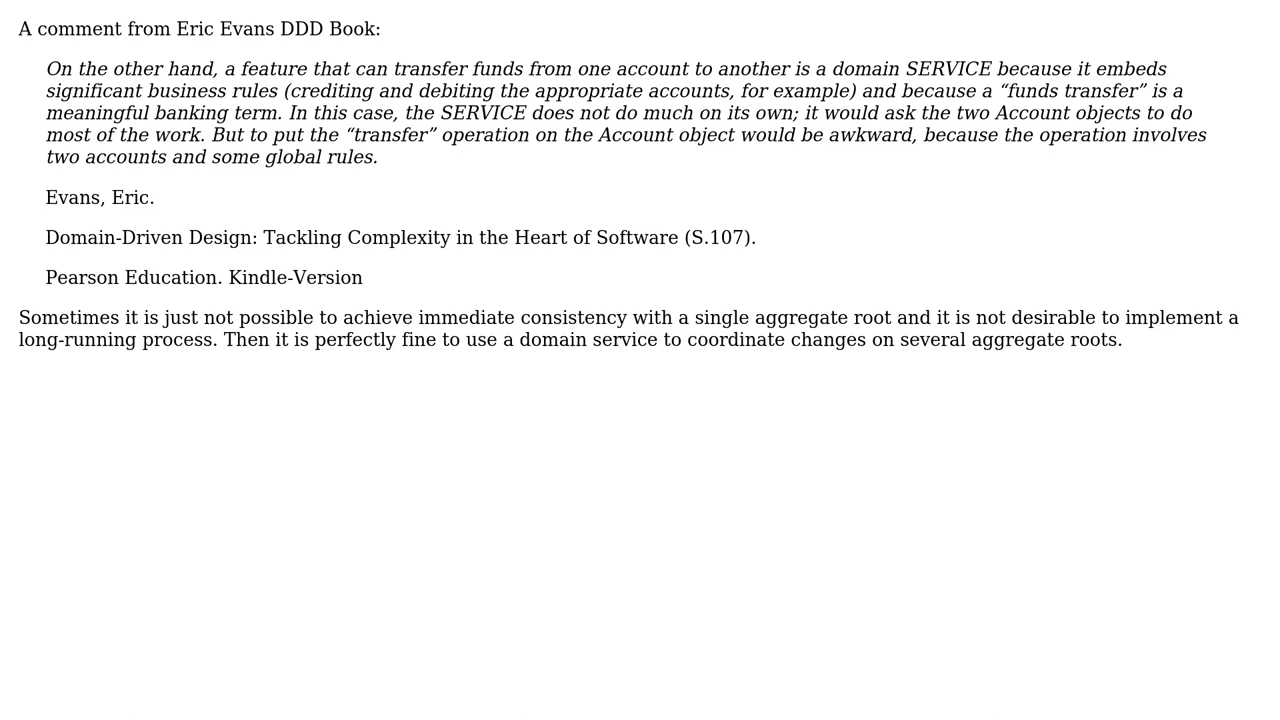 A comment from Eric Evans DDD Book:
On the other hand, a feature that can transfer funds from one account to another is a domain SERVICE because it embeds
significant business rules (crediting and debiting the appropriate accounts, for example) and because a “funds transfer” is a
meaningful banking term. In this case, the SERVICE does not do much on its own; it would ask the two Account objects to do
most of the work. But to put the “transfer” operation on the Account object would be awkward, because the operation involves
two accounts and some global rules.
Evans, Eric.
Domain-Driven Design: Tackling Complexity in the Heart of Software (S.107).
Pearson Education. Kindle-Version
Sometimes it is just not possible to achieve immediate consistency with a single aggregate root and it is not desirable to implement a
long-running process. Then it is perfectly fine to use a domain service to coordinate changes on several aggregate roots.